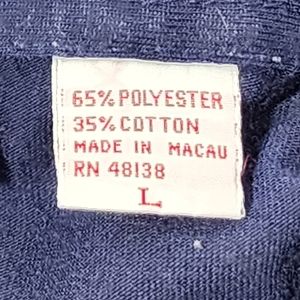 65% POLYESTER
35% COTTON
MADE IN MACAU
RN 48138
L